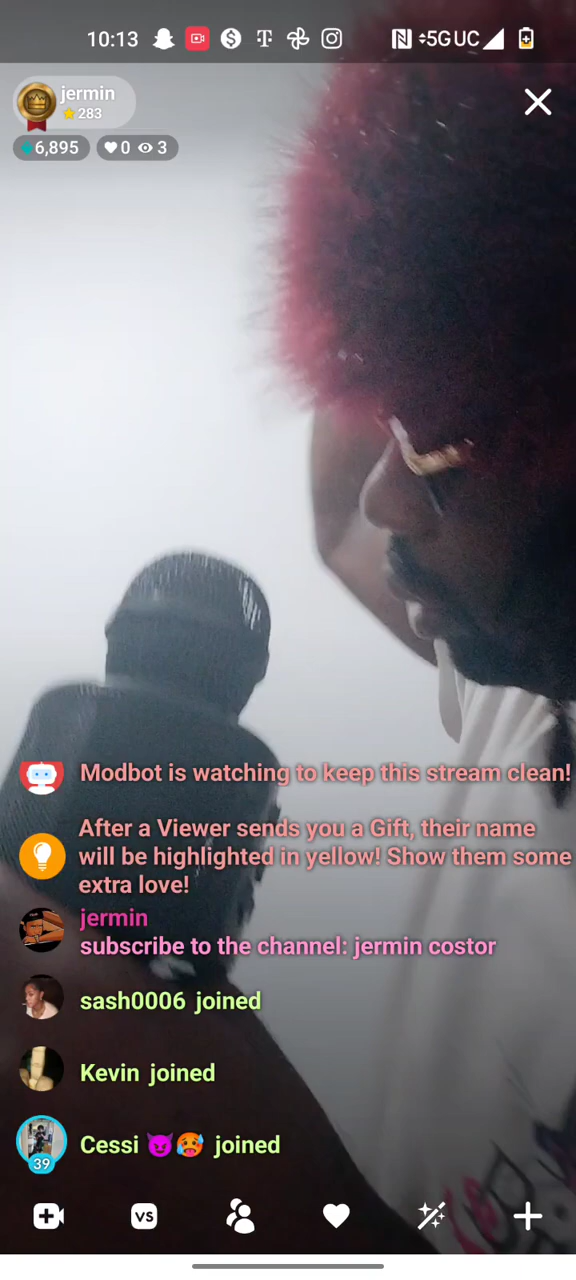 10:13
5G UC
jermin
283
6,895
0
3
Modbot is watching to keep this stream clean!
After a Viewer sends you a Gift, their name
will be highlighted in yellow! Show them some
extra love!
jermin
subscribe to the channel: jermin costor
sash0006 joined
Kevin joined
Cessi 😈🥵 joined
39
VS